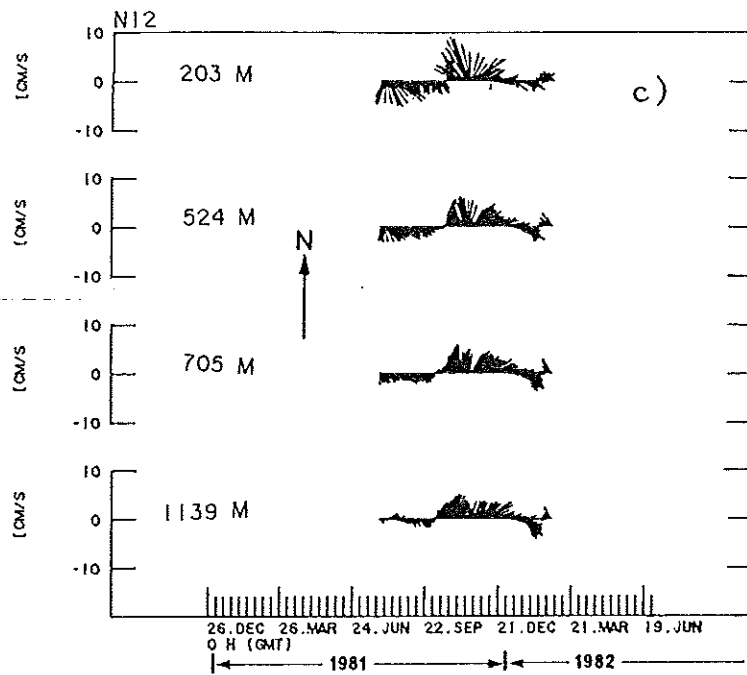 N12
10
[CM/S
0
-10
203 M
c)
10
[CM/S
0
-10
524 M
N
10
[CM/S
0
-10
705 M
10
[CM/S
0
-10
1139 M
26.DEC 26.MAR 24.JUN 22.SEP 21.DEC 21.MAR 19.JUN
0 H (GMT)
1981 1982